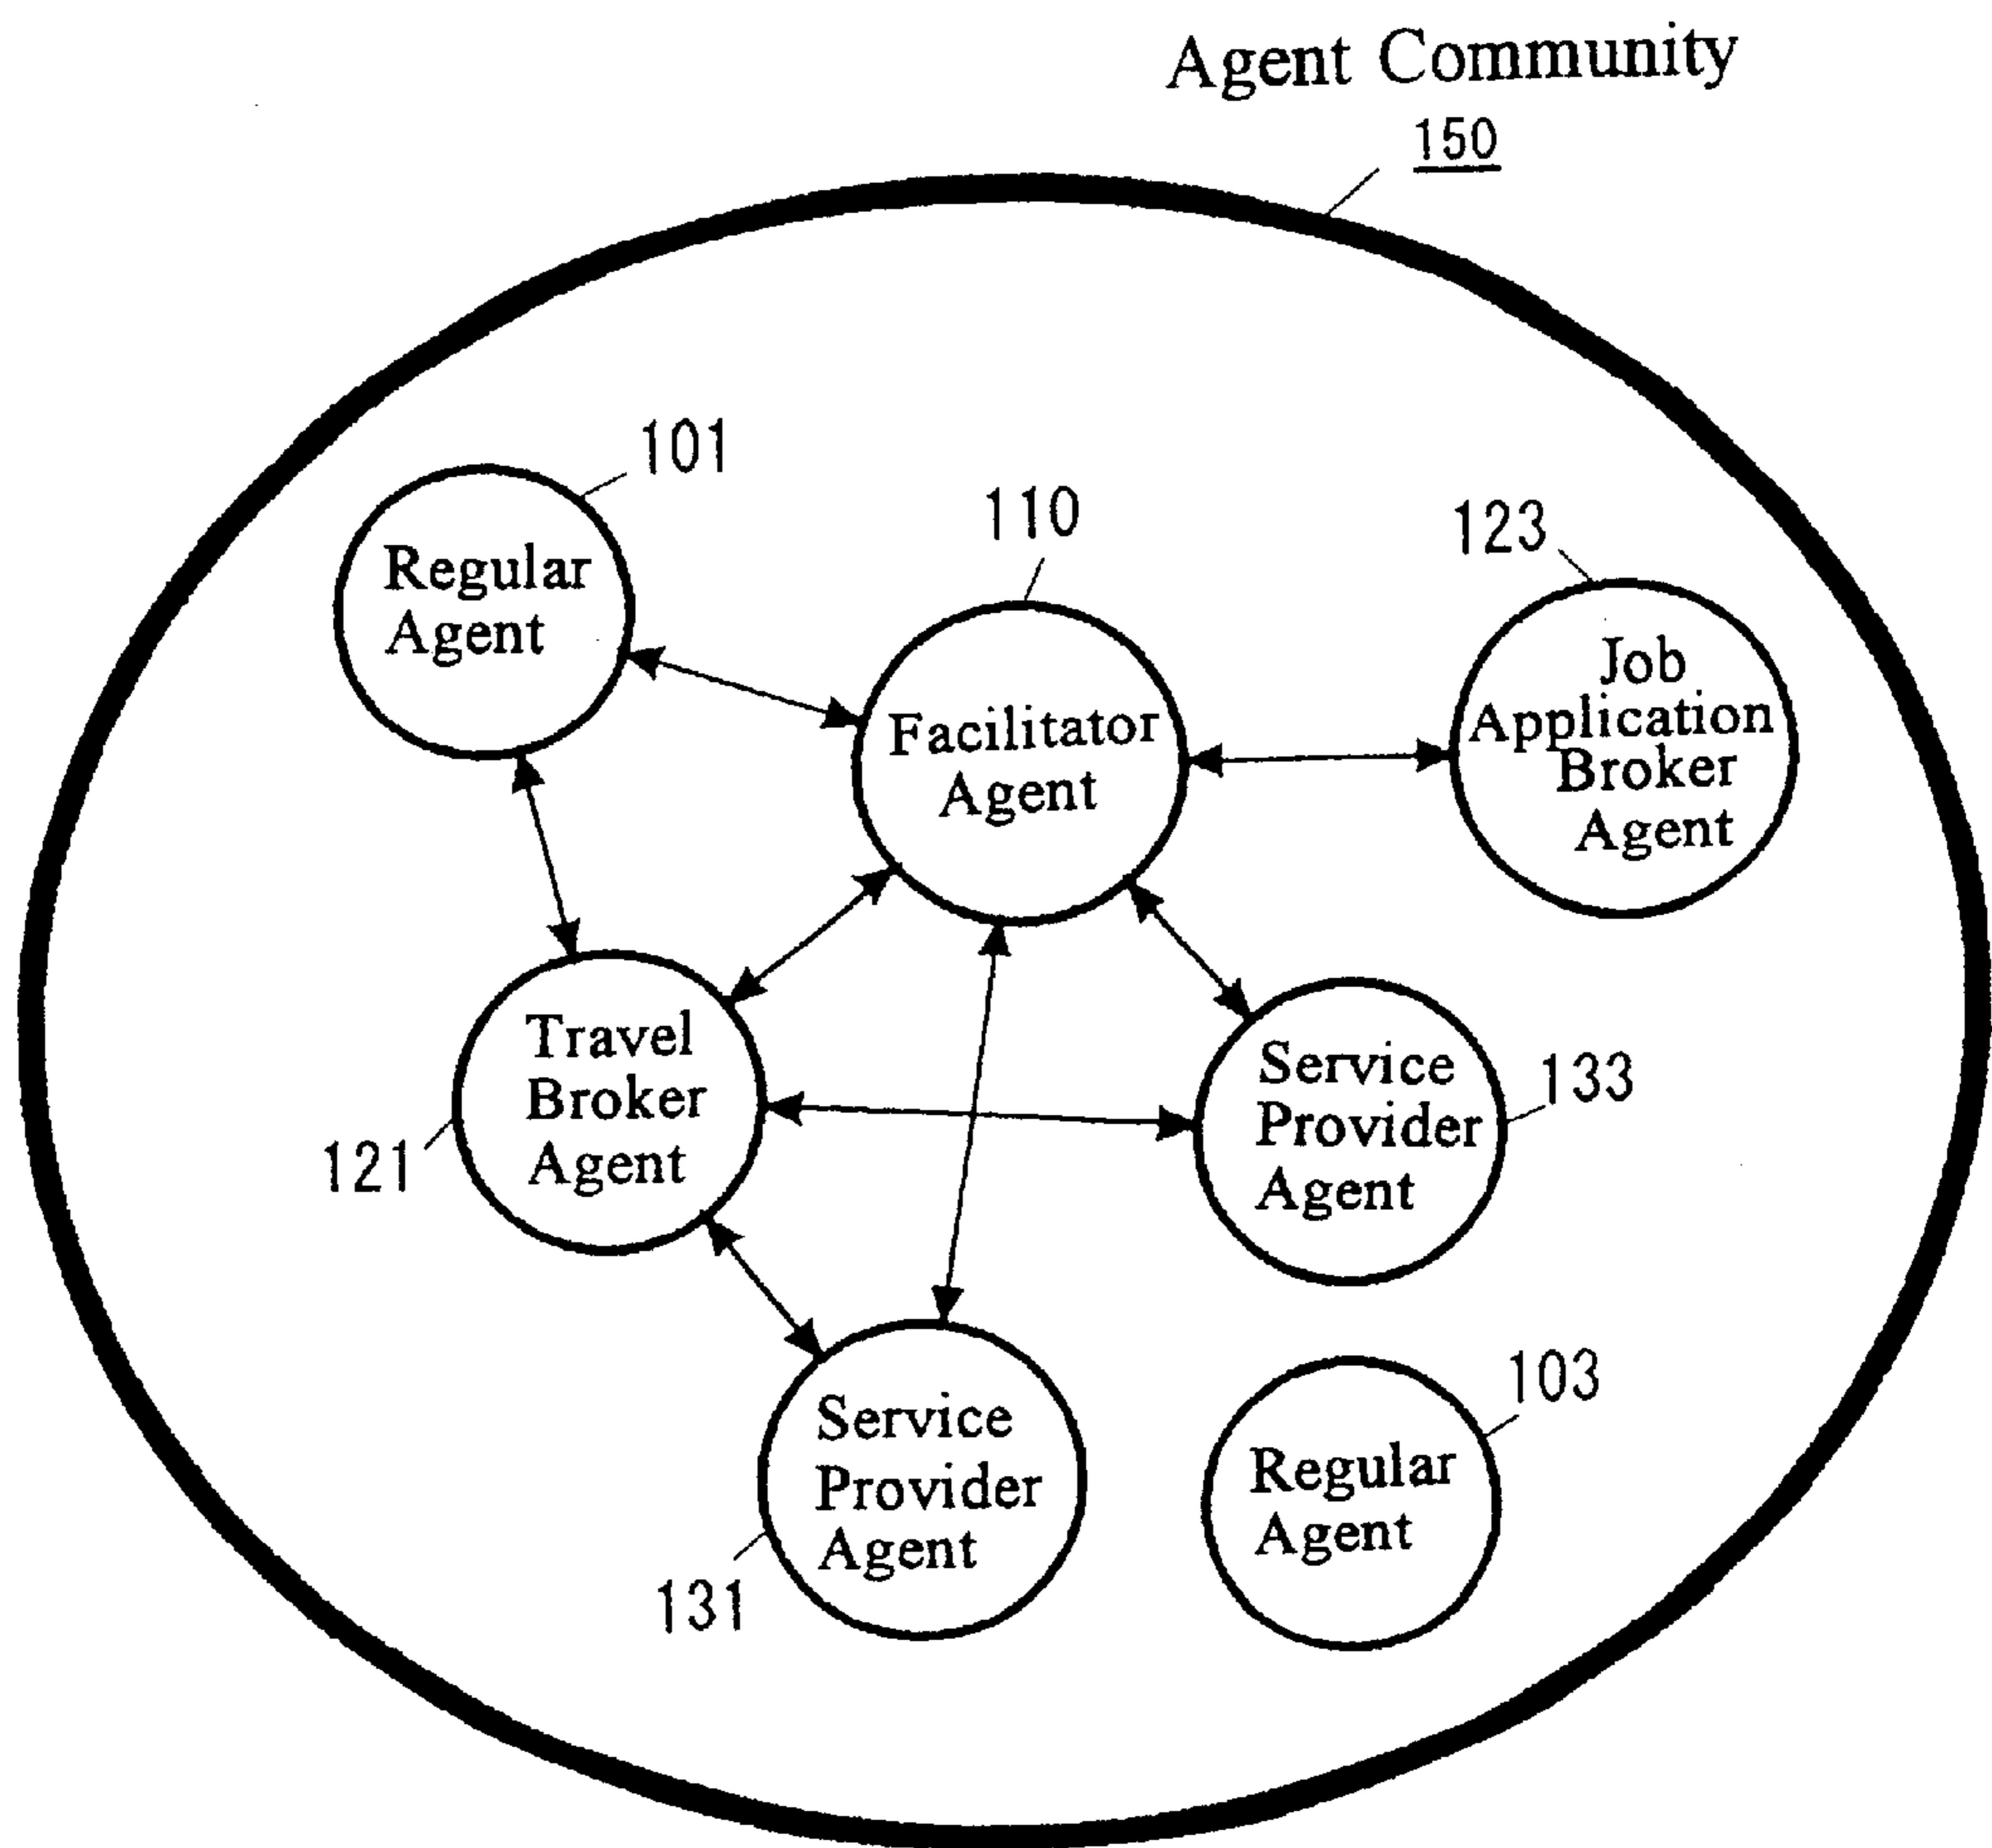 Agent Community
150
101
Regular
Agent
110
Facilitator
Agent
123
Job
Application
Broker
Agent
Travel
Broker
Agent
121
Service
Provider
Agent
133
Service
Provider
Agent
131
103
Regular
Agent